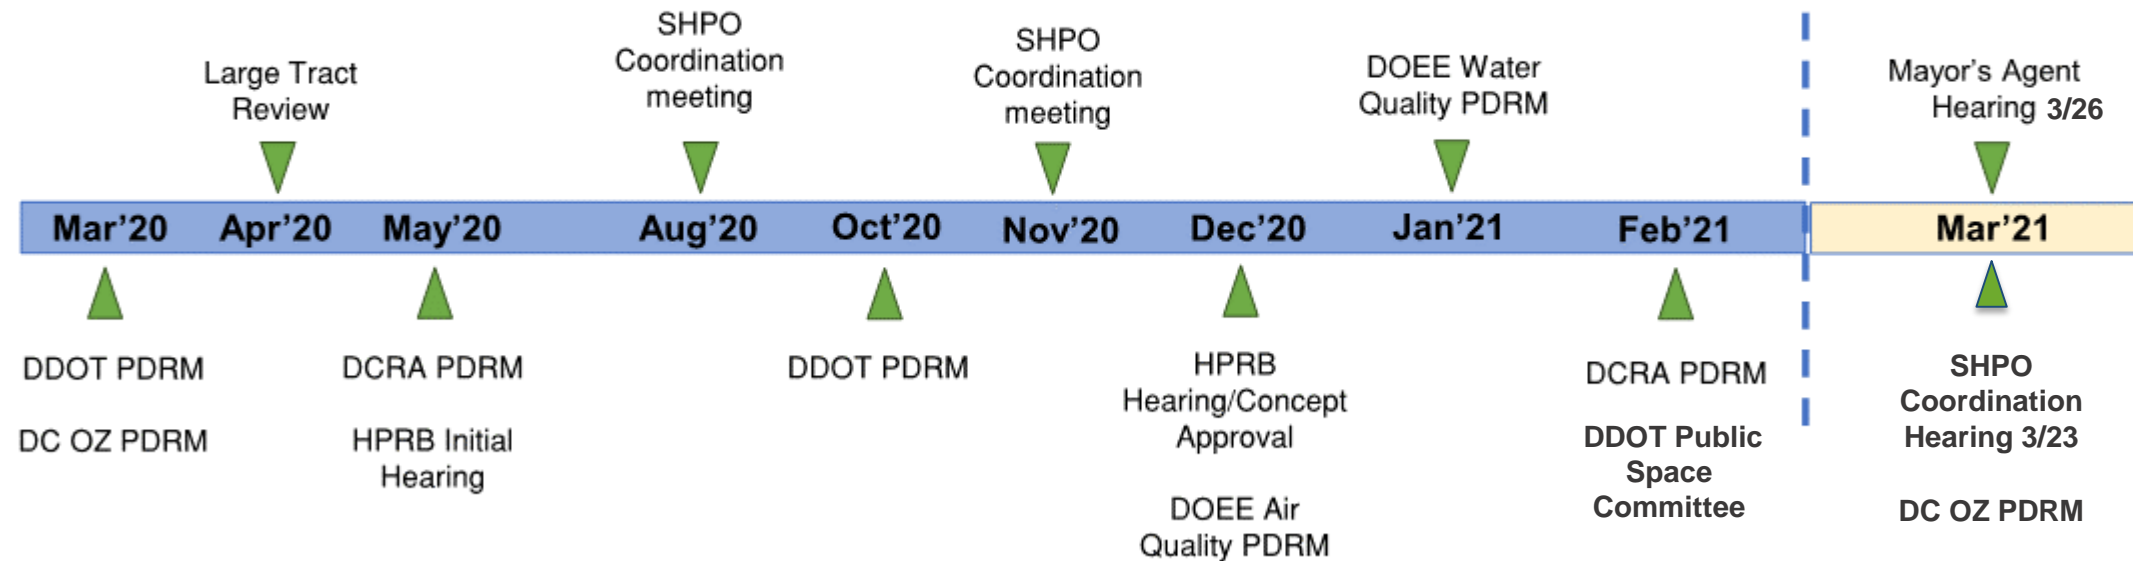 Large Tract
Review
SHPO
Coordination
meeting
SHPO
Coordination
meeting
DOEE Water
Quality PDRM
Mayor's Agent
Hearing 3/26
Mar'20
Apr'20
May'20
Aug'20
Oct'20
Nov'20
Dec'20
Jan'21
Feb'21
Mar'21
DDOT PDRM
DC OZ PDRM
DCRA PDRM
HPRB Initial
Hearing
DDOT PDRM
HPRB
Hearing/Concept
Approval
DOEE Air
Quality PDRM
DCRA PDRM
DDOT Public
Space
Committee
SHPO
Coordination
Hearing 3/23
DC OZ PDRM